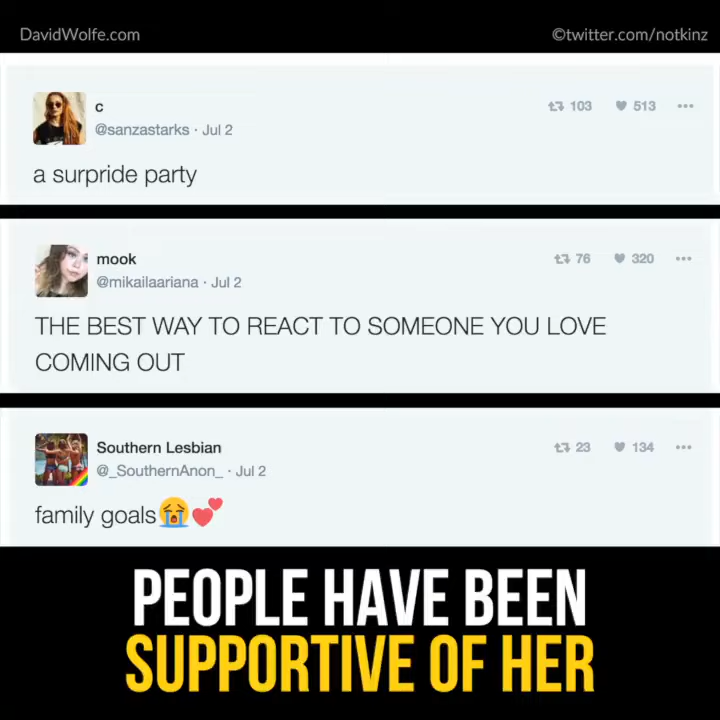 DavidWolfe.com ©twitter.com/notkinz
c 103 513
@sanzastarks · Jul 2
a surpride party
mook 76 320
@mikailaariana · Jul 2
THE BEST WAY TO REACT TO SOMEONE YOU LOVE
COMING OUT
Southern Lesbian 23 134
@_SouthernAnon_ · Jul 2
family goals😭💕
PEOPLE HAVE BEEN
SUPPORTIVE OF HER